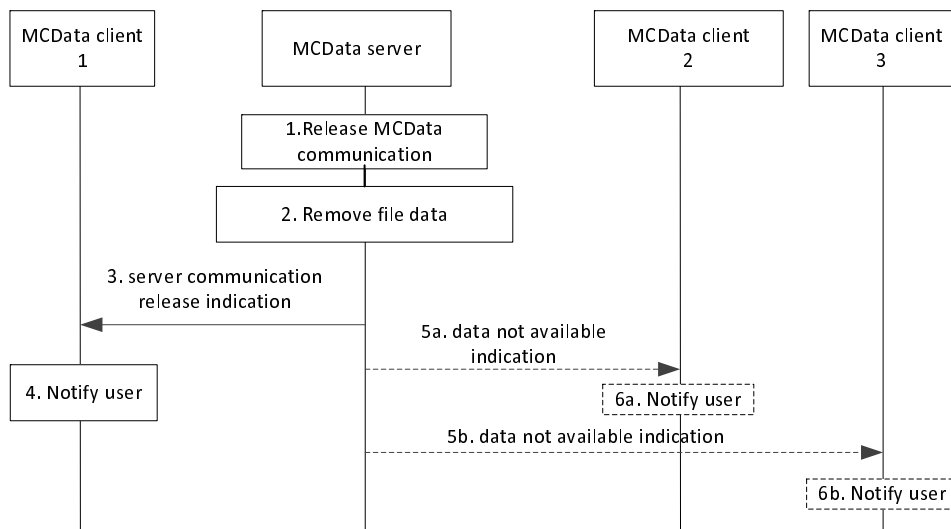 MCData client
1
MCData server
MCData client
2
MCData client
3
1.Release MCData
communication
2. Remove file data
3. server communication
release indication
5a. data not available
indication
4. Notify user
6a. Notify user
5b. data not available indication
6b. Notify user